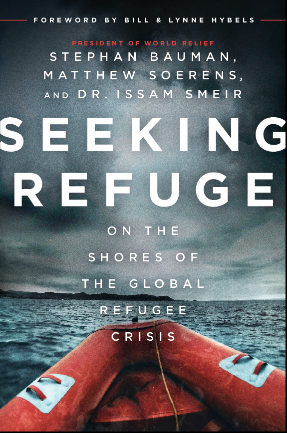 FOREWORD BY BILL & LYNNE HYBELS
PRESIDENT OF WORLD RELIEF
STEPHAN BAUMAN,
MATTHEW SOERENS,
AND DR. ISSAM SMEIR
SEEKING
REFUGE
ON THE
SHORES OF
THE GLOBAL
REFUGEE
CRISIS